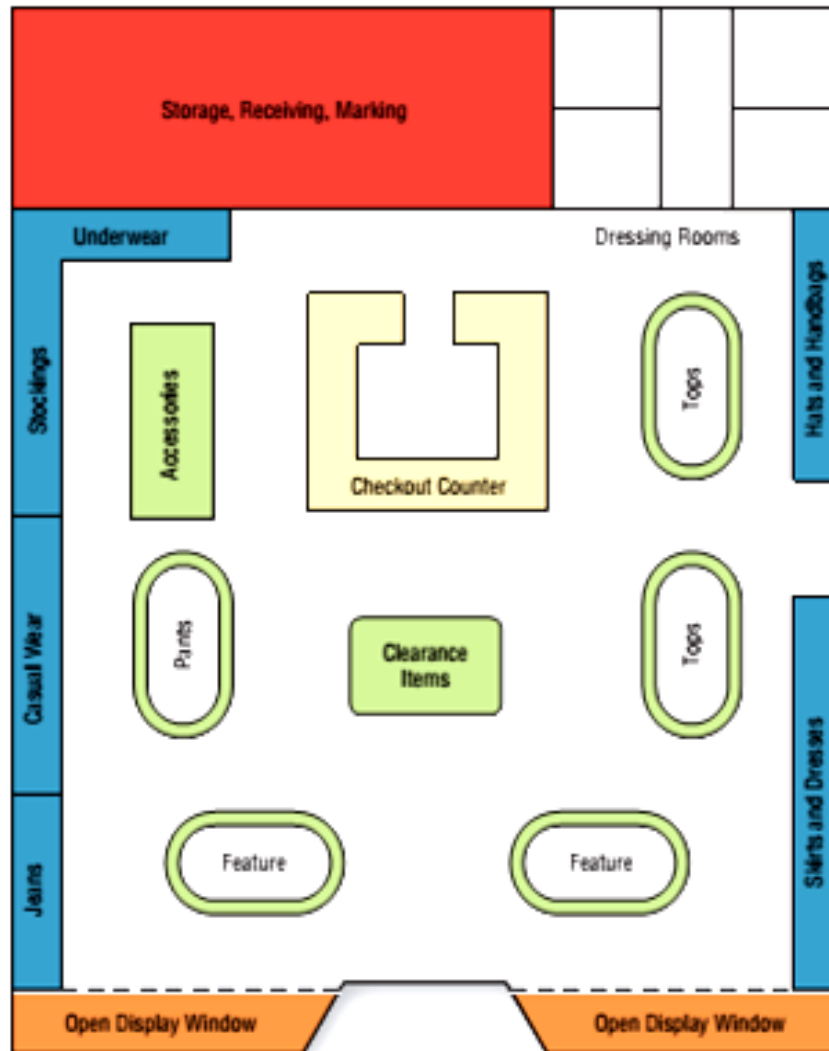 Storage, Receiving, Marking
Underwear
Dressing Rooms
Stockings
Accessories
Checkout Counter
Tops
Hats and Handbags
Casual Wear
Pants
Clearance
Items
Tops
Skirts and Dresses
Jeans
Feature
Feature
Open Display Window
Open Display Window